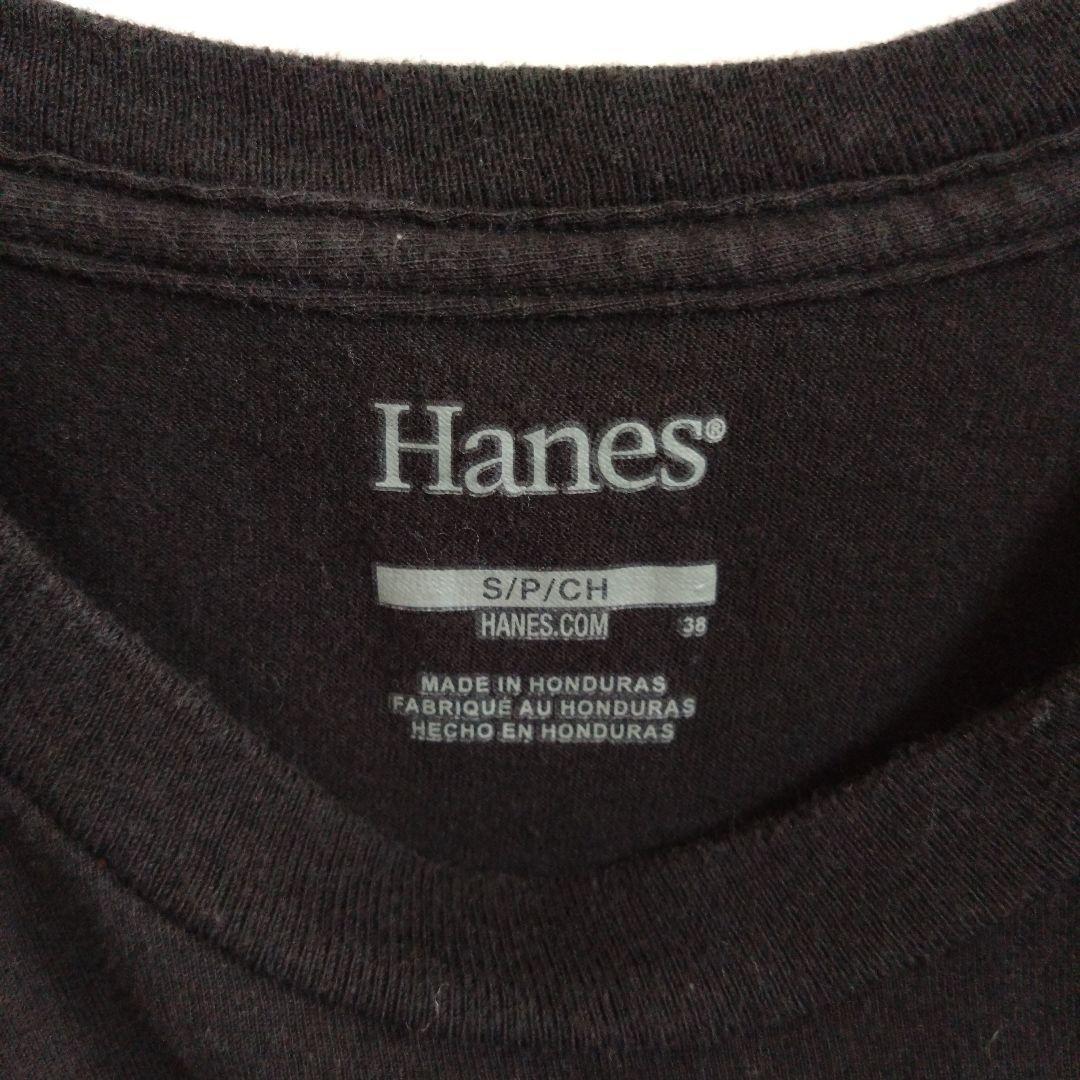 Hanes®
S/P/CH
HANES.COM 38
MADE IN HONDURAS
FABRIQUÉ AU HONDURAS
HECHO EN HONDURAS